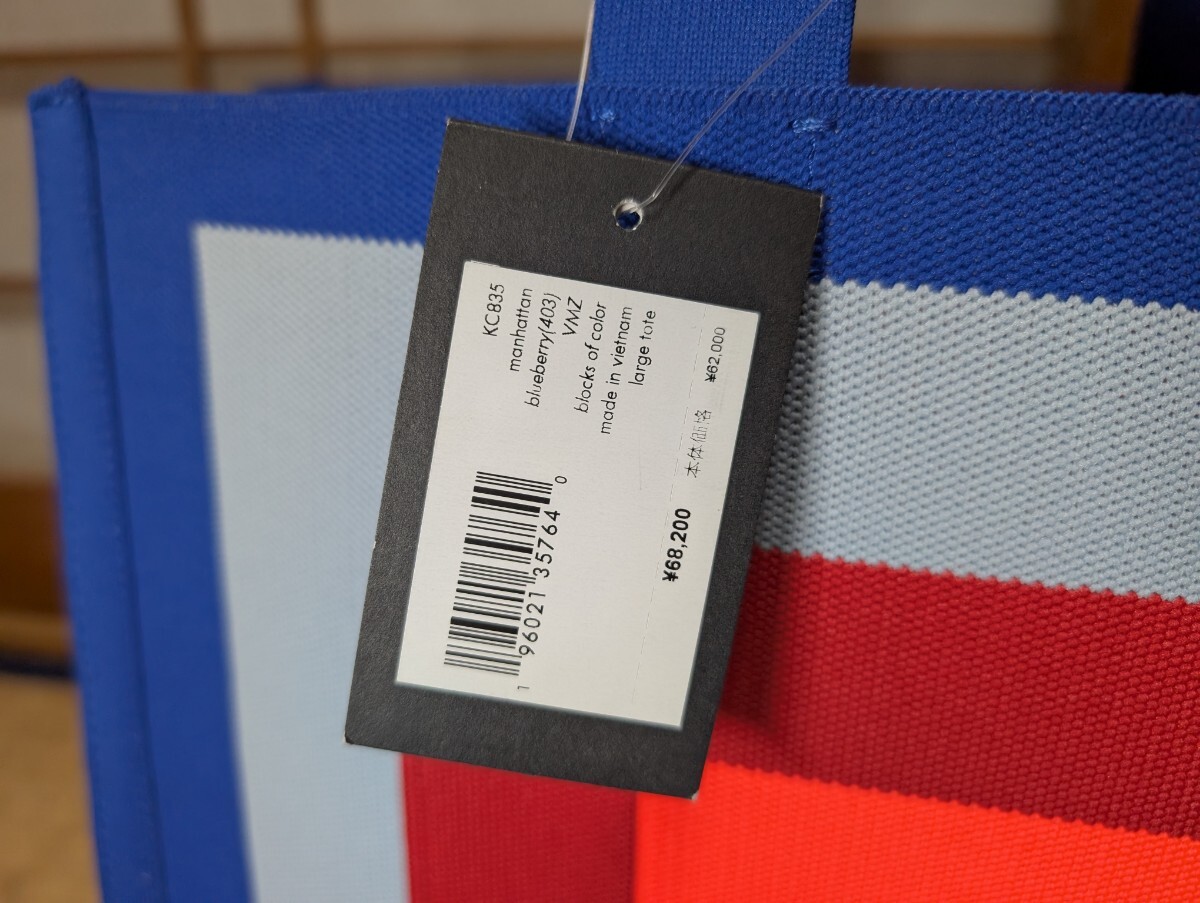 KC835
manhattan
blueberry(403)
VMZ
blocks of color
made in vietnam
large tote
1 96021 35764 0
本体価格 ¥62,000
¥68,200